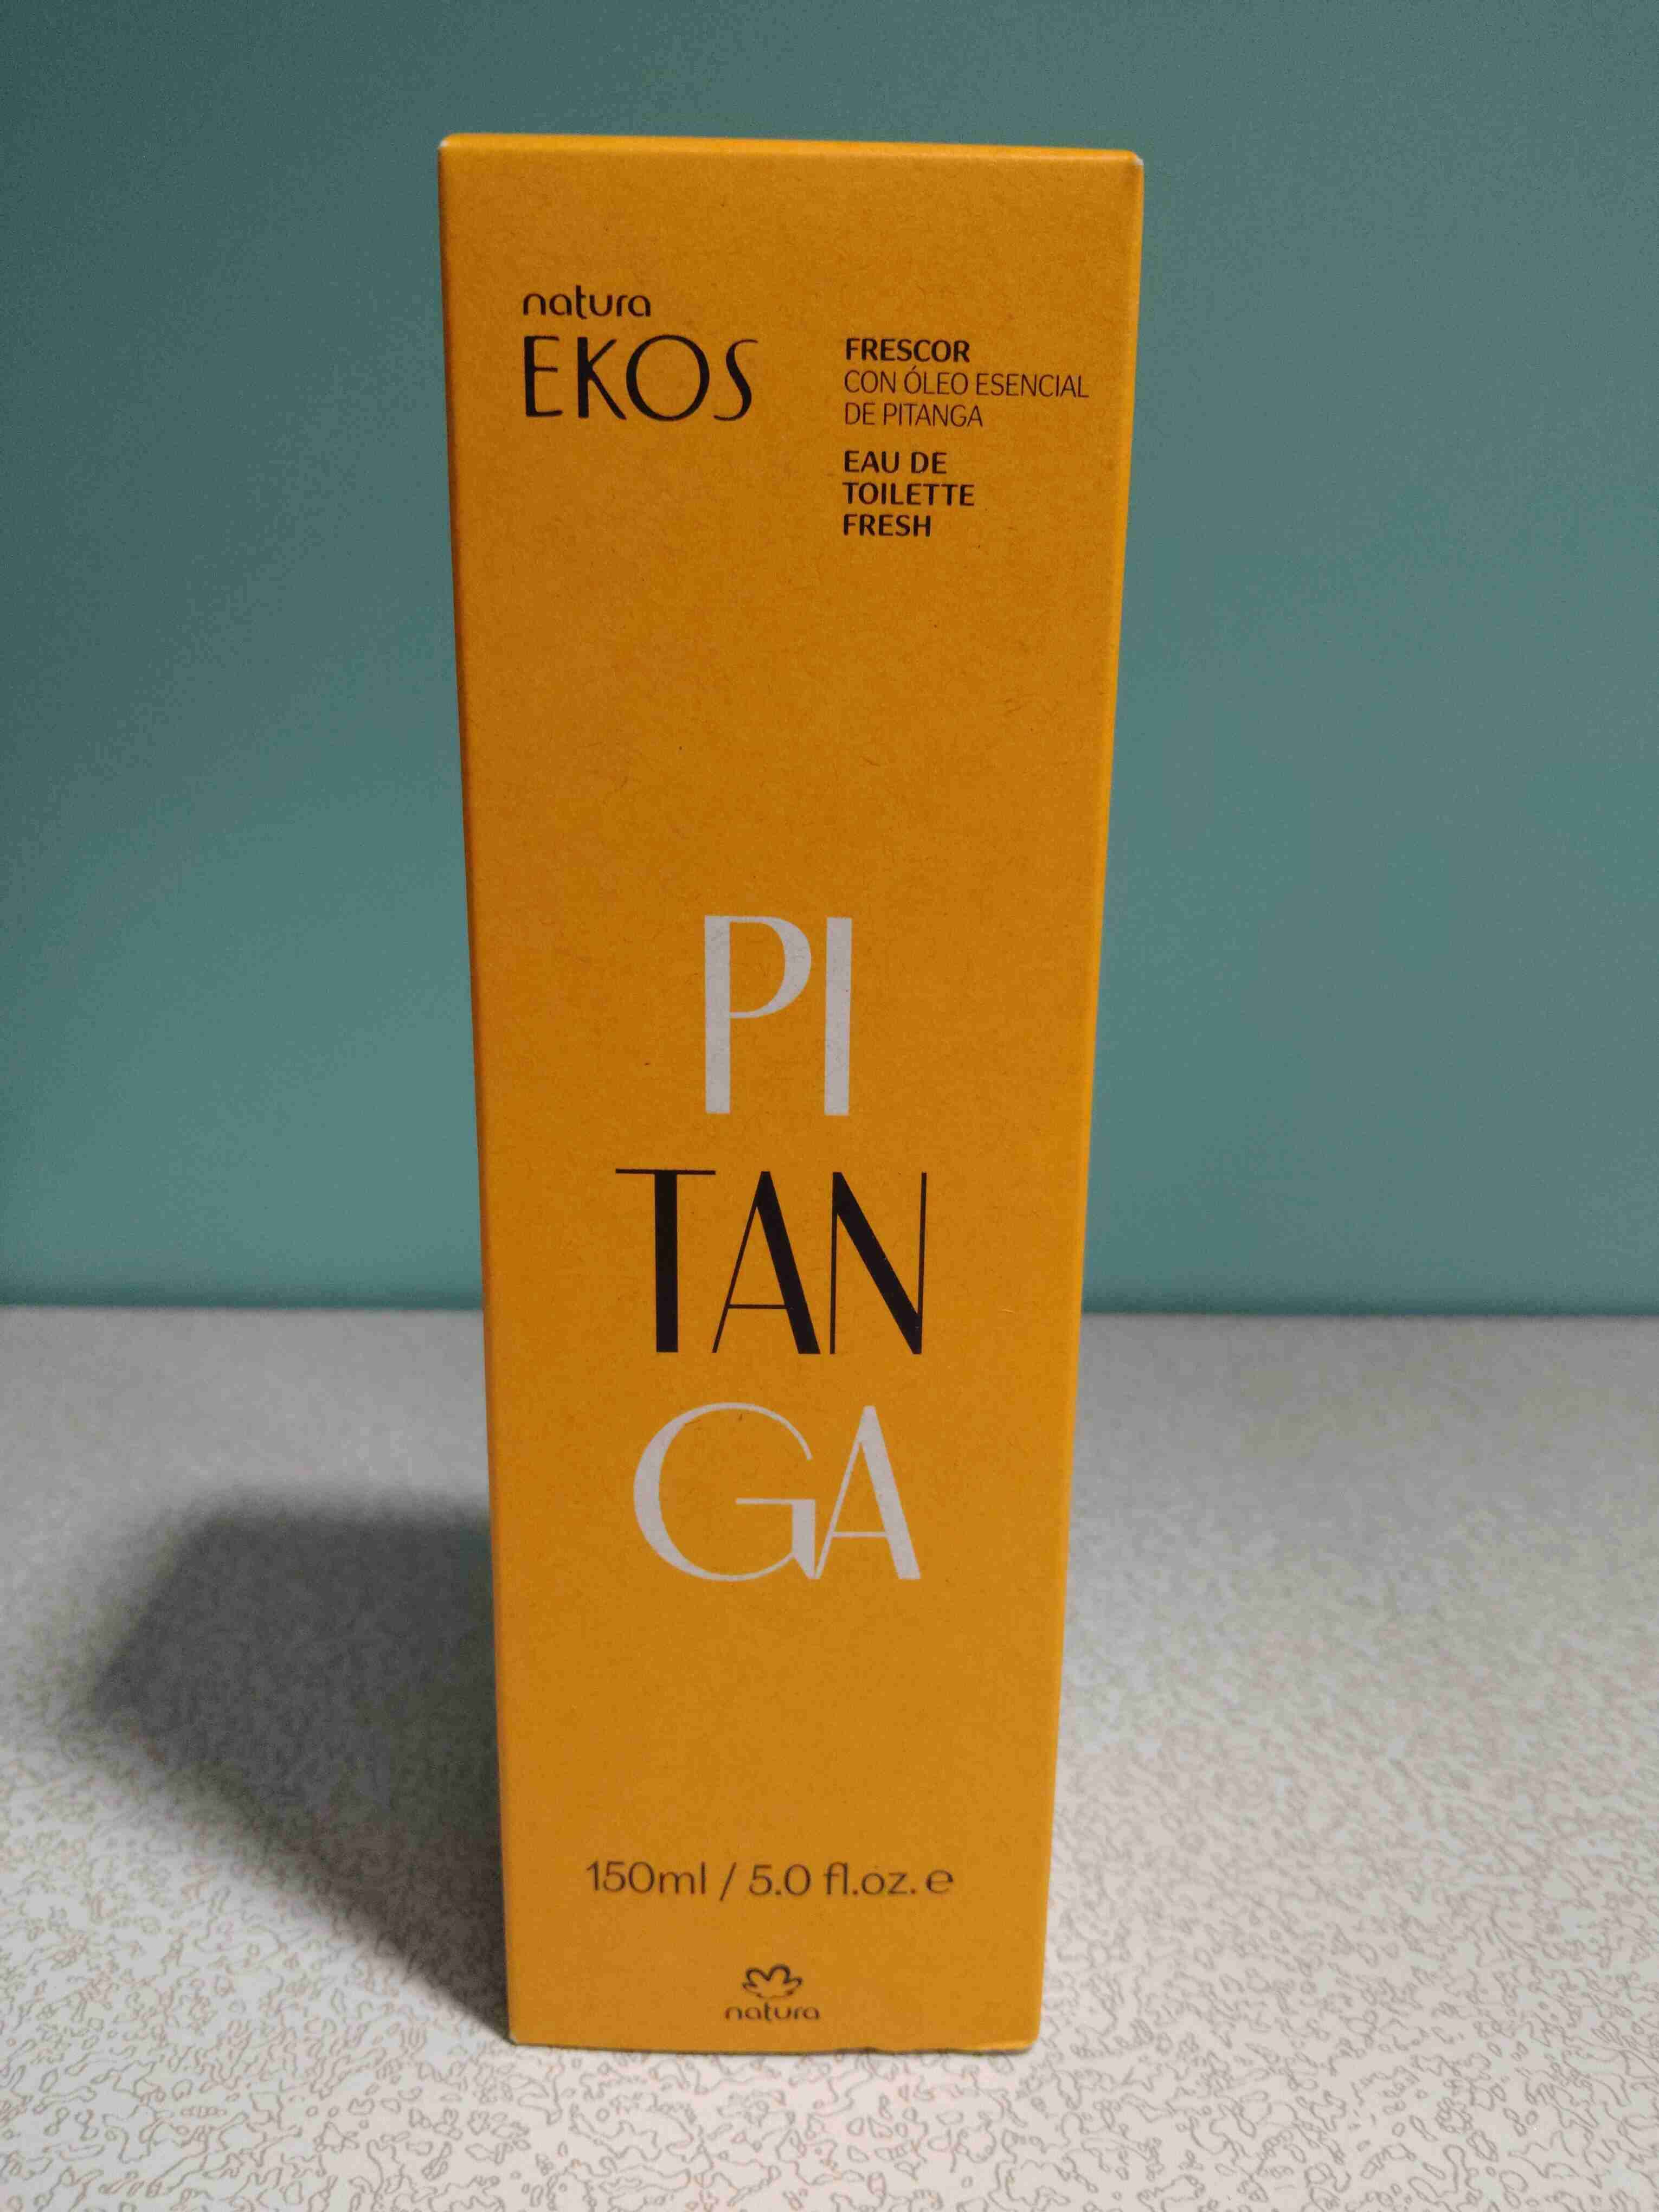 natura
EKOS
FRESCOR
CON ÓLEO ESENCIAL
DE PITANGA
EAU DE
TOILETTE
FRESH
PI
TAN
GA
150ml / 5.0 fl.oz. ℮
natura